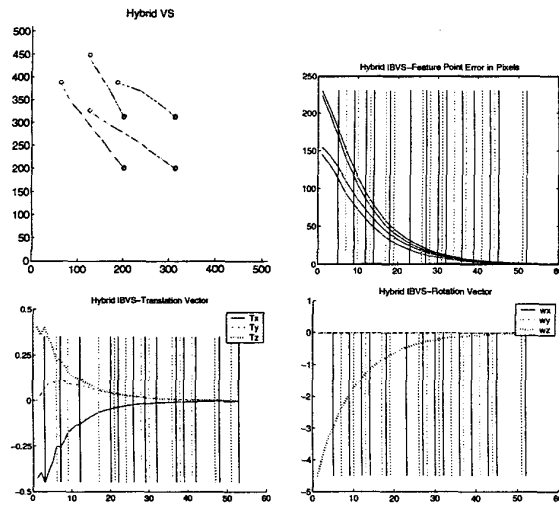 Hybrid VS
500
450
400
350
300
250
200
150
100
50
0
0 100 200 300 400 500
Hybrid IBVS-Feature Point Error in Pixels
250
200
150
100
50
0
0 10 20 30 40 50 60
Hybrid IBVS-Translation Vector
0.5
0
-0.5
0 10 20 30 40 50 60
Tx
Ty
Tz
Hybrid IBVS-Rotation Vector
1
0
-1
-2
-3
-4
-5
0 10 20 30 40 50 60
wx
wy
wz